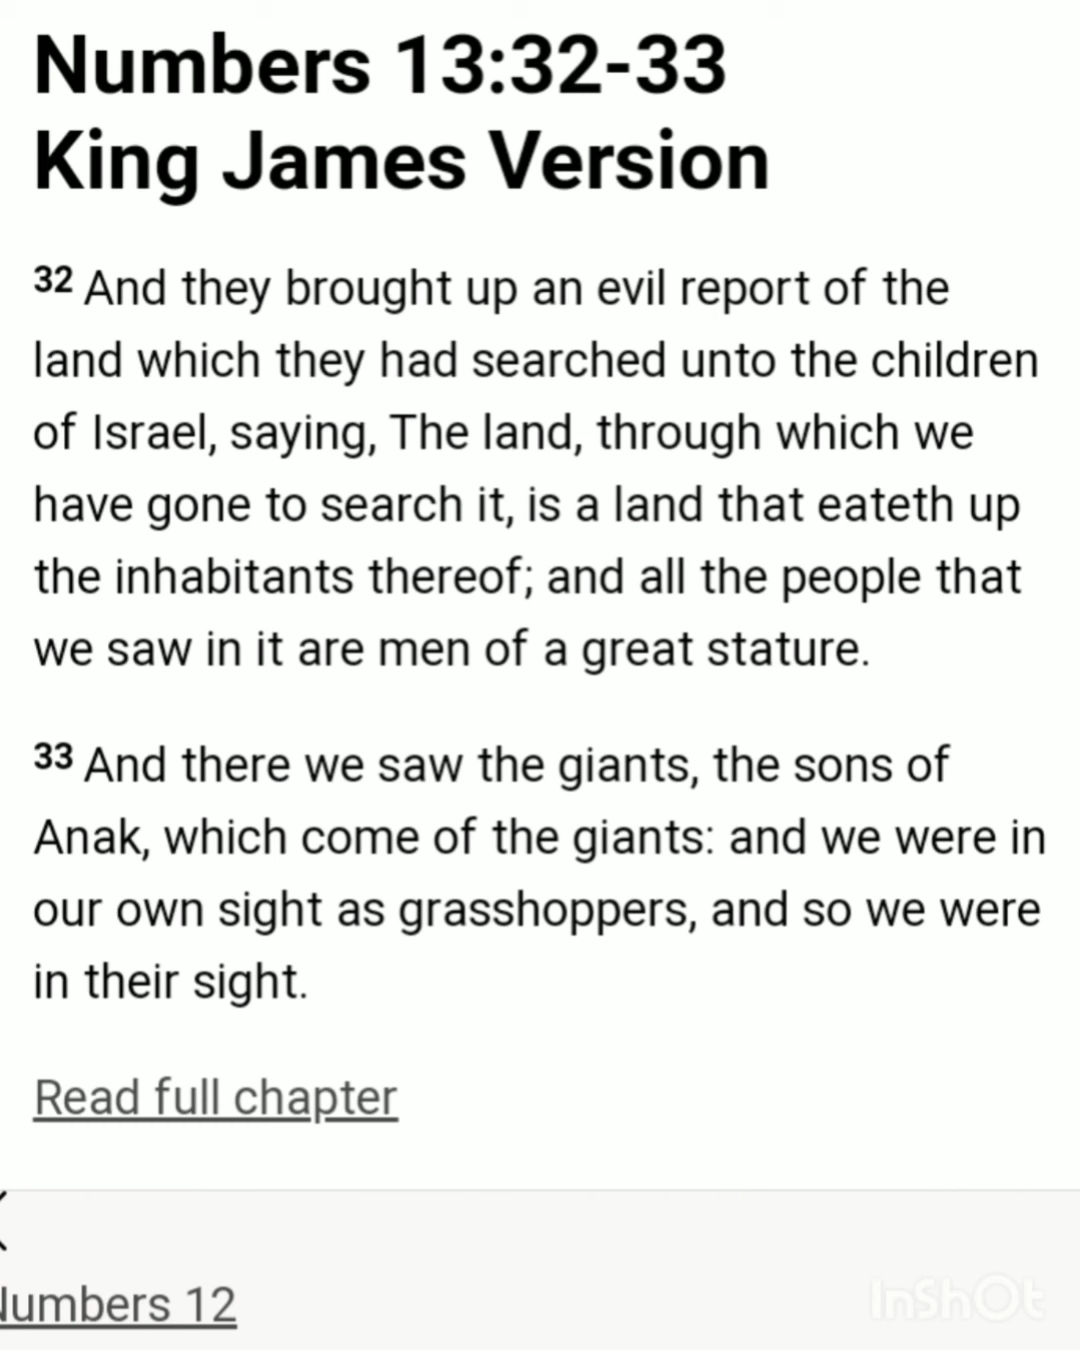 Numbers 13:32-33
King James Version
32 And they brought up an evil report of the
land which they had searched unto the children
of Israel, saying, The land, through which we
have gone to search it, is a land that eateth up
the inhabitants thereof; and all the people that
we saw in it are men of a great stature.
33 And there we saw the giants, the sons of
Anak, which come of the giants: and we were in
our own sight as grasshoppers, and so we were
in their sight.
Read full chapter
Numbers 12
InShOt